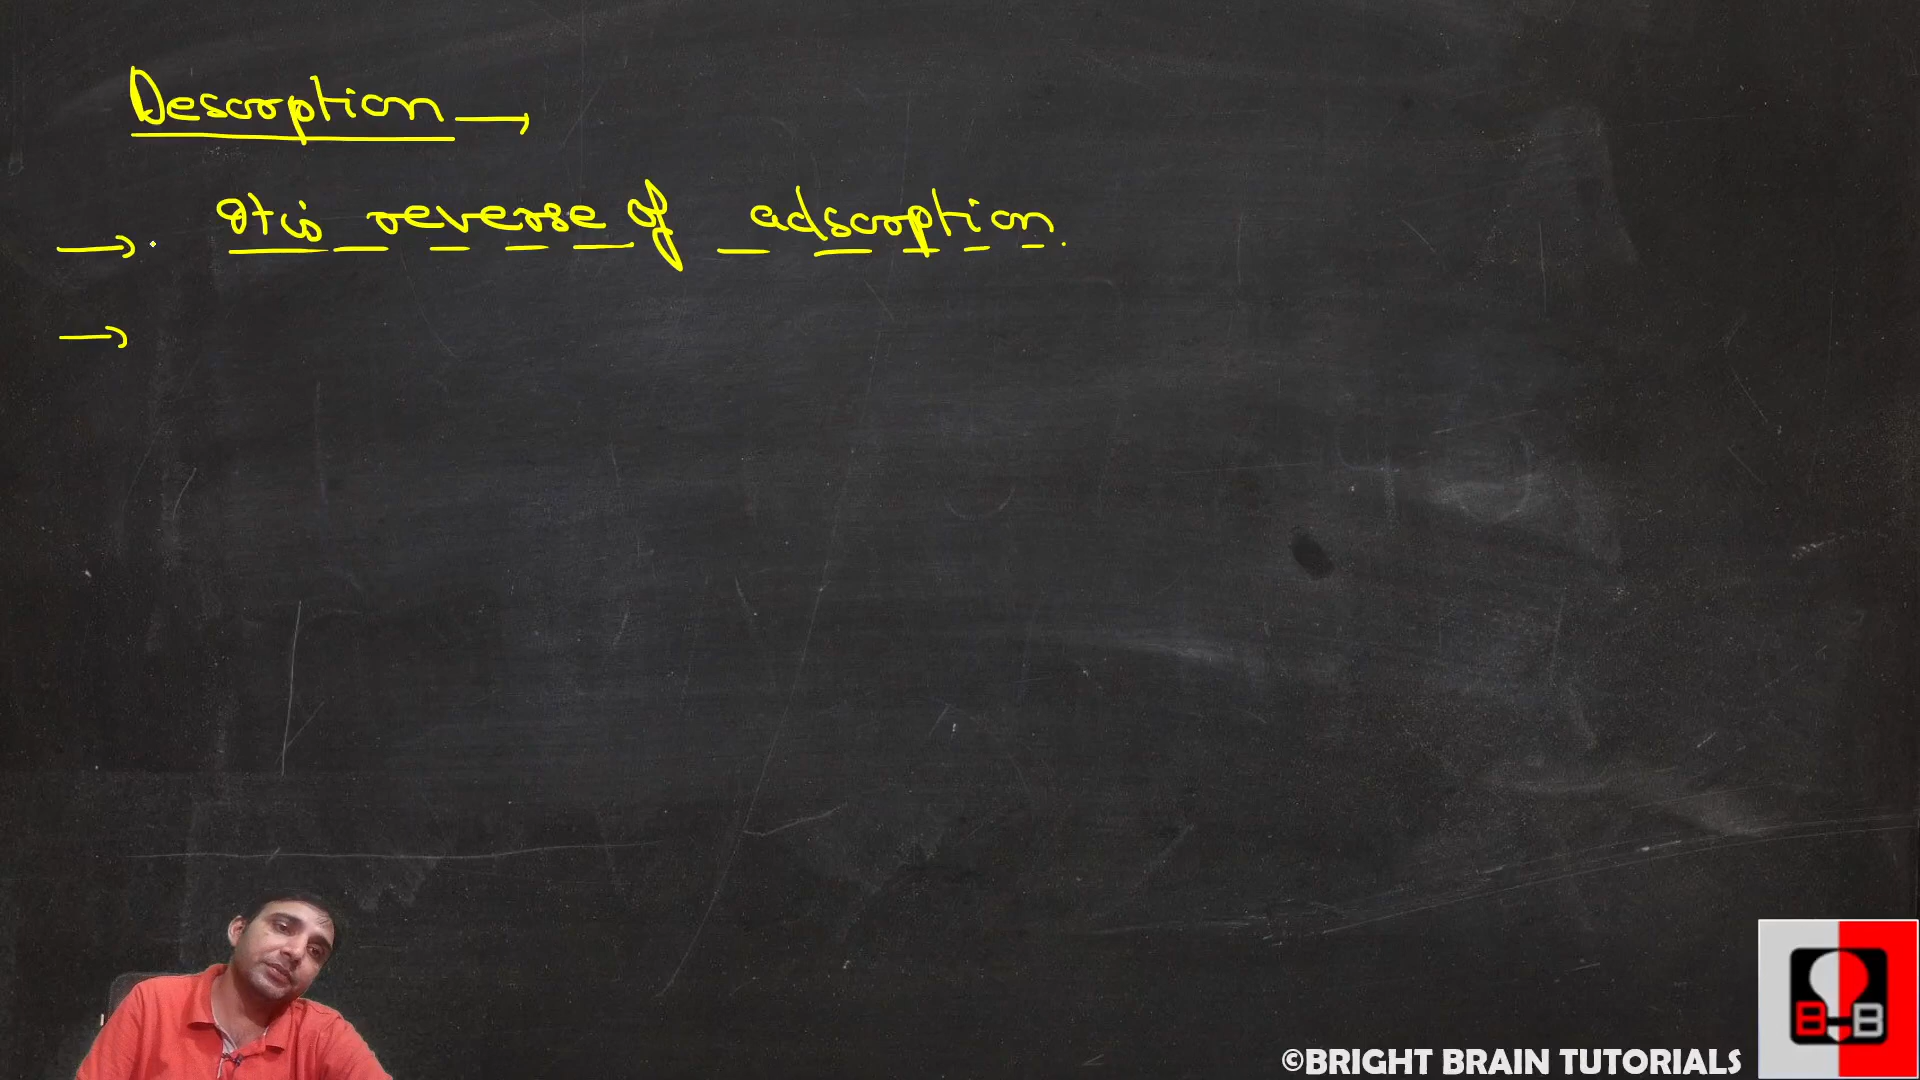 Desorption →
→ It is reverse of adsorption.
→
B B
©BRIGHT BRAIN TUTORIALS